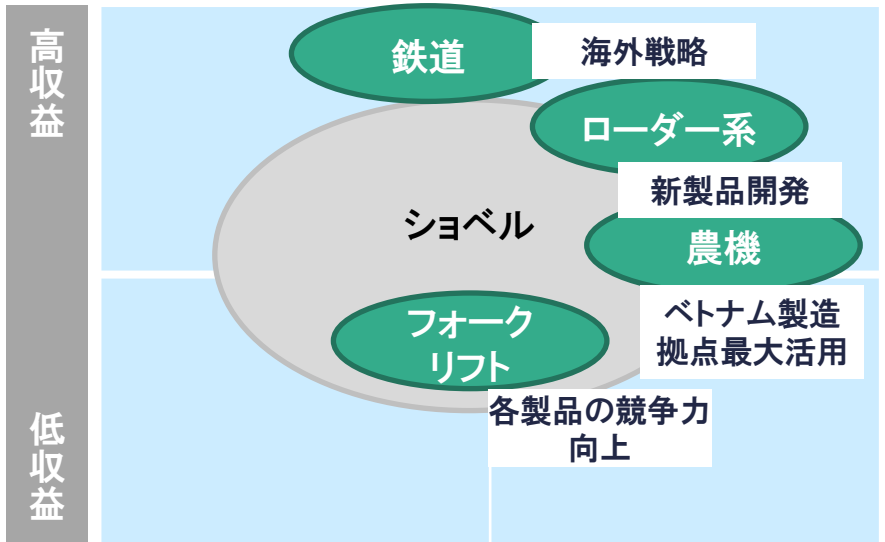 高収益
鉄道
海外戦略
ローダー系
新製品開発
ショベル
農機
ベトナム製造
拠点最大活用
フォーク
リフト
各製品の競争力
向上
低収益